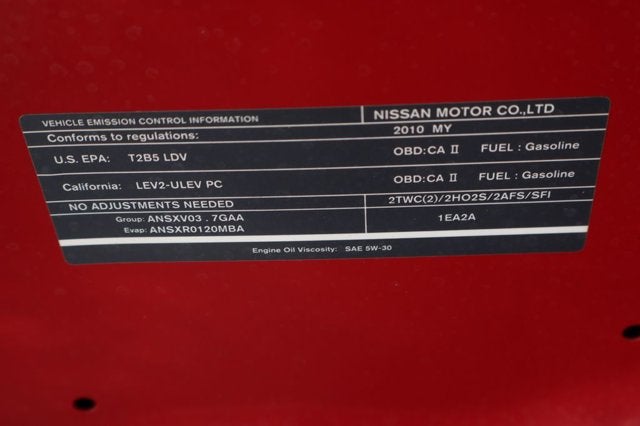 VEHICLE EMISSION CONTROL INFORMATION NISSAN MOTOR CO.,LTD
Conforms to regulations: 2010 MY
U.S. EPA: T2B5 LDV OBD:CA II FUEL : Gasoline
California: LEV2-ULEV PC OBD:CA II FUEL : Gasoline
NO ADJUSTMENTS NEEDED 2TWC(2)/2HO2S/2AFS/SFI
Group: ANSXV03 . 7GAA 1EA2A
Evap: ANSXR0120MBA
Engine Oil Viscosity: SAE 5W-30